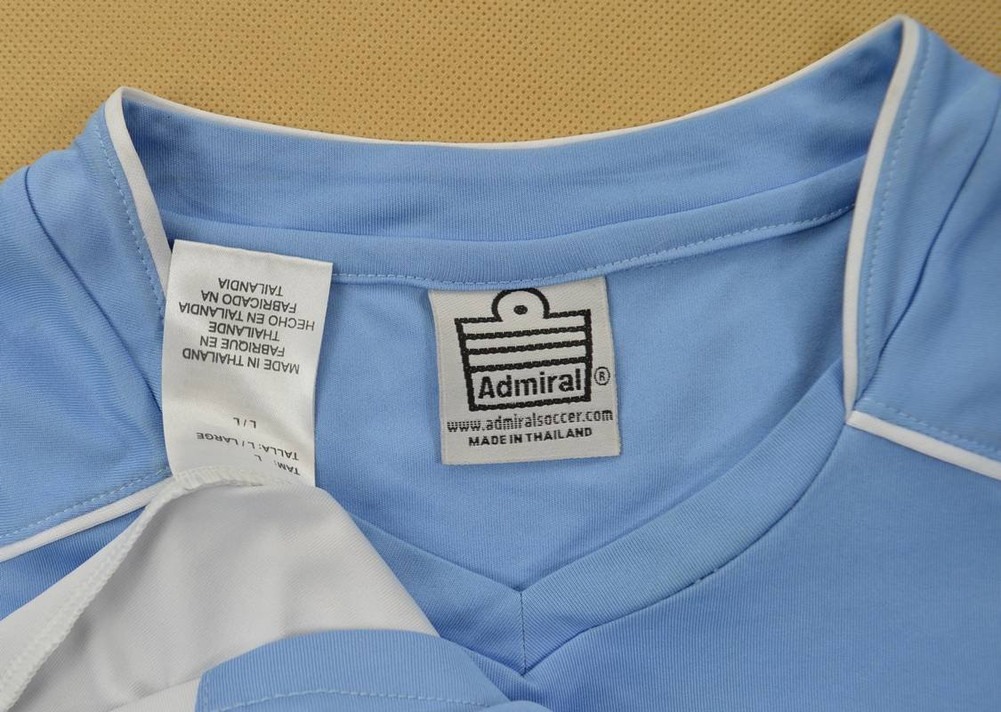 Admiral®
www.admiralsoccer.com
MADE IN THAILAND
TAM: L
TALLA: L / LARGE
L / L
MADE IN THAILAND
FABRIQUE EN
THAILANDE
HECHO EN TAILANDIA
FABRICADO NA
TAILANDIA